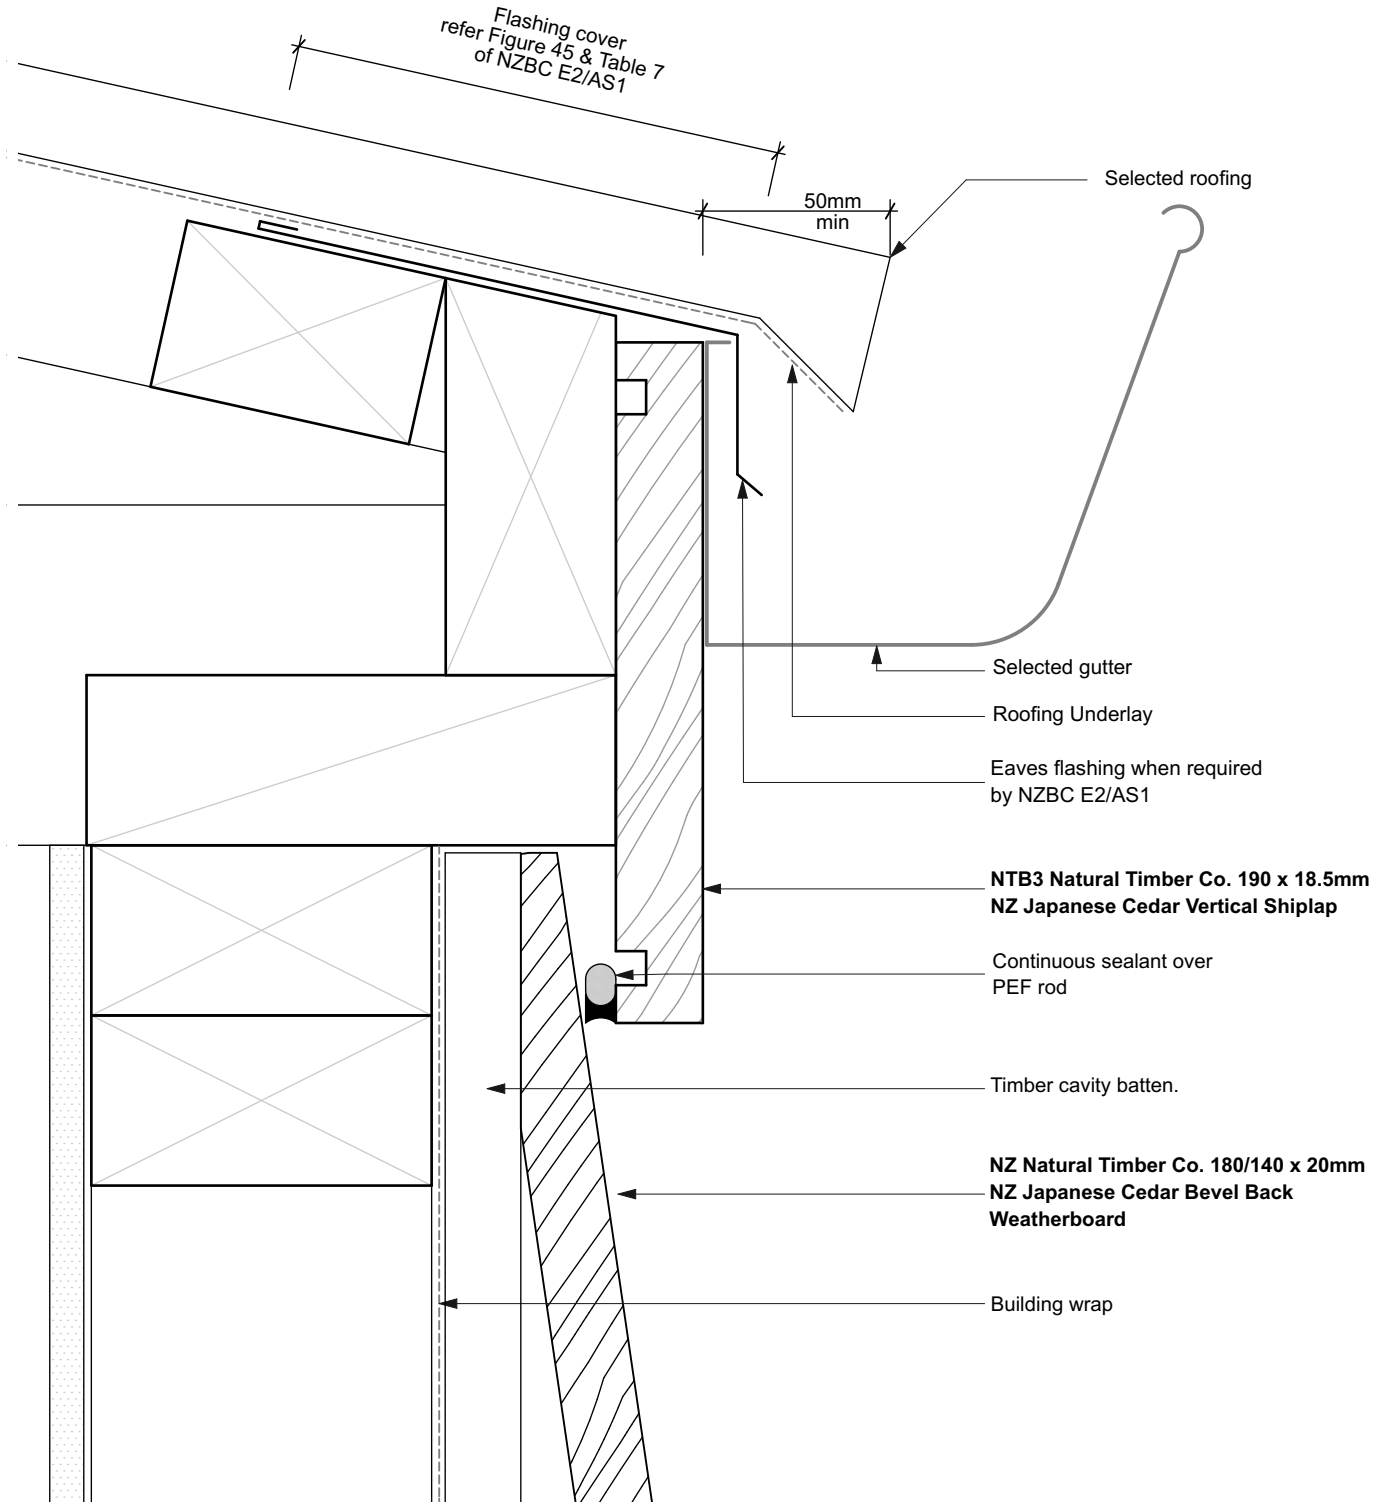 Flashing cover
refer Figure 45 & Table 7
of NZBC E2/AS1
Selected roofing
50mm
min
Selected gutter
Roofing Underlay
Eaves flashing when required
by NZBC E2/AS1
NTB3 Natural Timber Co. 190 x 18.5mm
NZ Japanese Cedar Vertical Shiplap
Continuous sealant over
PEF rod
Timber cavity batten.
NZ Natural Timber Co. 180/140 x 20mm
NZ Japanese Cedar Bevel Back
Weatherboard
Building wrap